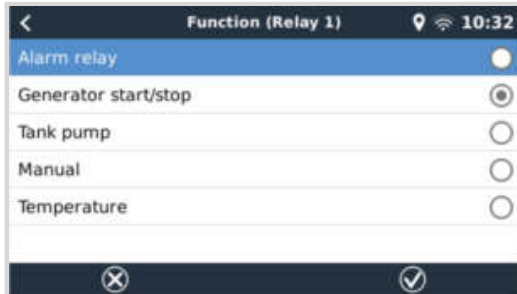 Function (Relay 1) 10:32
Alarm relay
Generator start/stop
Tank pump
Manual
Temperature